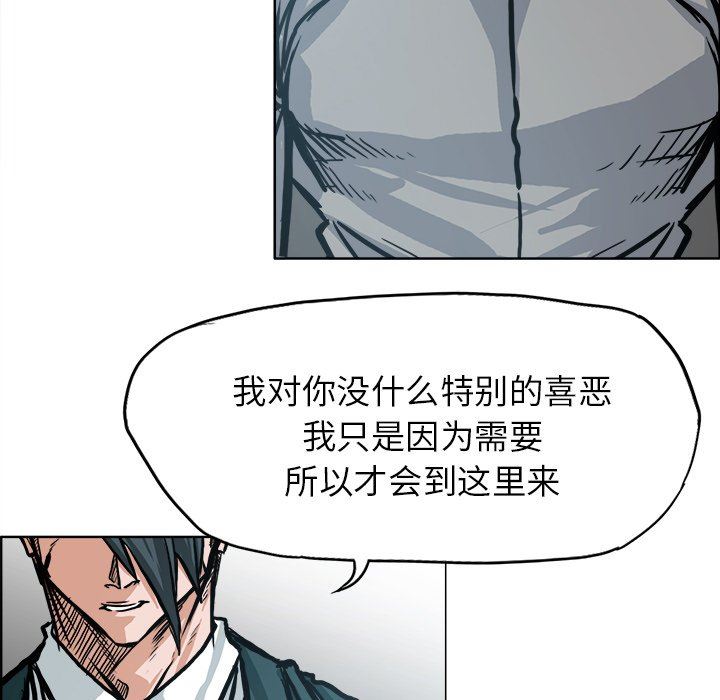 我对你没什么特别的喜恶
我只是因为需要
所以才会到这里来